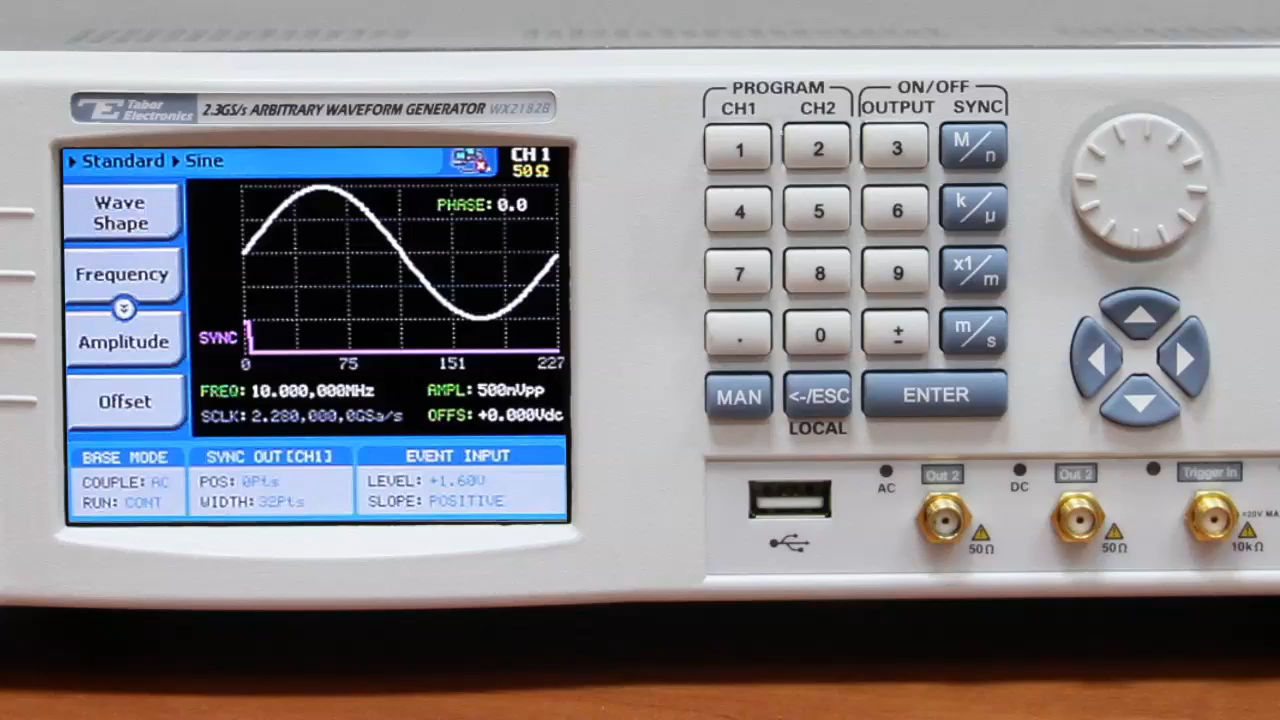 Tabor Electronics
2.3GS/s ARBITRARY WAVEFORM GENERATOR WX2182B
Standard Sine
CH 1
50Ω
Wave
Shape
Frequency
Amplitude
Offset
PHASE: 0.0
SYNC
0 75 151 227
FREQ: 10.000,000MHz AMPL: 500mVpp
SCLK: 2.280,000,0GSa/s OFFS: +0.000Vdc
BASE MODE
COUPLE: AC
RUN: CONT
SYNC OUT [CH1]
POS: 0Pts
WIDTH: 32Pts
EVENT INPUT
LEVEL: +1.60V
SLOPE: POSITIVE
PROGRAM ON/OFF
CH1 CH2 OUTPUT SYNC
1 2 3 M/n
4 5 6 k/µ
7 8 9 x1/m
. 0 ± m/s
MAN <-/ESC ENTER
LOCAL
AC Out 2 DC Out 2 Trigger In
50Ω 50Ω 10kΩ